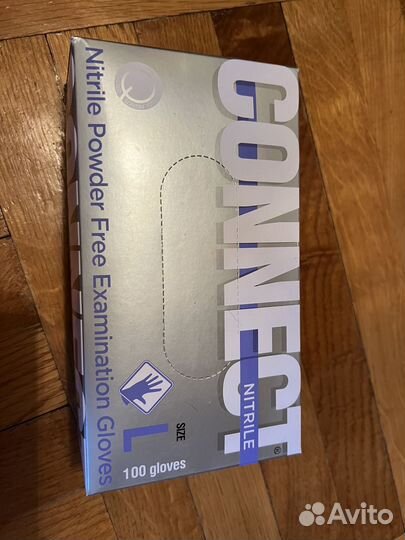 CONNECT®
NITRILE
Nitrile Powder Free Examination Gloves
SIZE
L
100 gloves
Avito